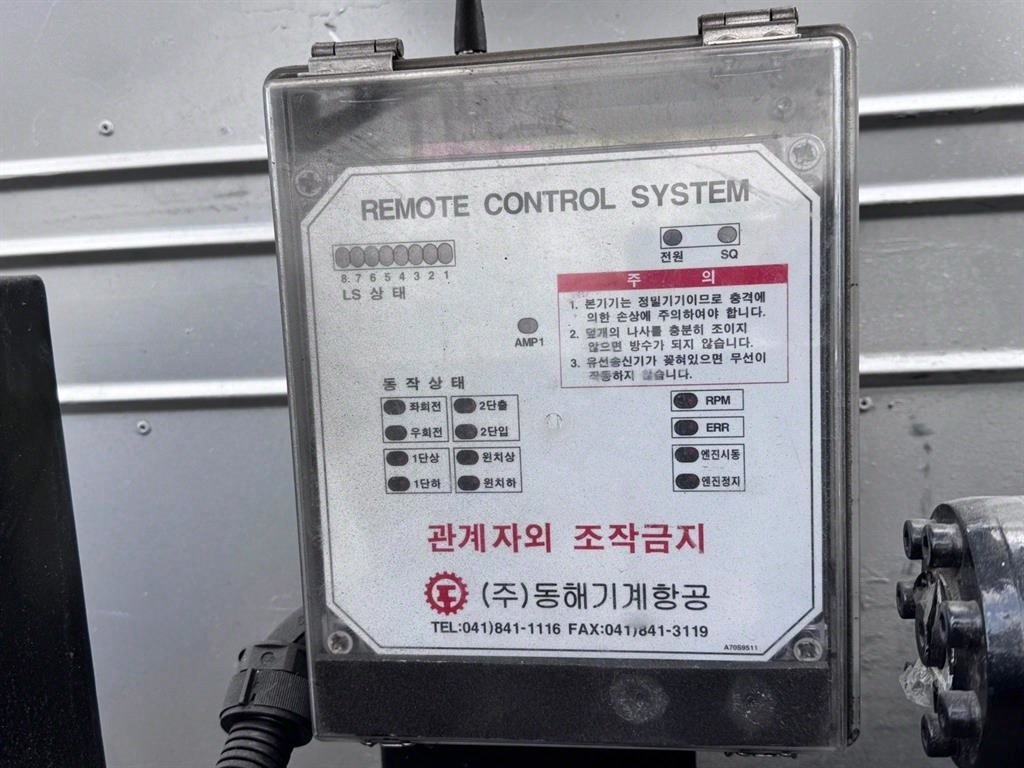 REMOTE CONTROL SYSTEM
8. 7 6 5 4 3 2 1
LS 상 태
전원 SQ
주 의
1. 본기기는 정밀기기이므로 충격에
의한 손상에 주의하여야 합니다.
2. 덮개의 나사를 충분히 조이지
않으면 방수가 되지 않습니다.
3. 유선송신기가 꽂혀있으면 무선이
작동하지 않습니다.
AMP1
동 작 상 태
좌회전 2단출
우회전 2단입
1단상 윈치상
1단하 윈치하
RPM
ERR
엔진시동
엔진정지
관계자외 조작금지
(주)동해기계항공
TEL:041)841-1116 FAX:041)841-3119
A70S9511